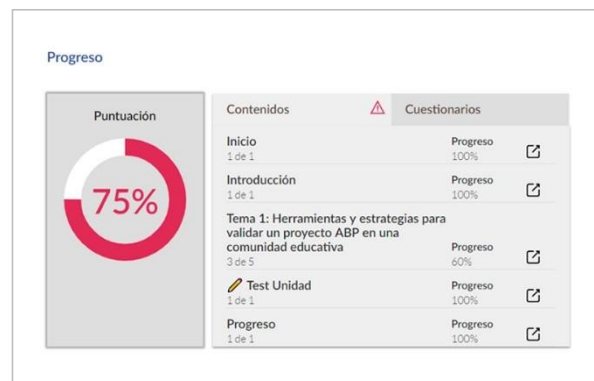 Progreso
Puntuación
75%
Contenidos
Cuestionarios
Inicio
1 de 1
Progreso
100%
Introducción
1 de 1
Progreso
100%
Tema 1: Herramientas y estrategias para
validar un proyecto ABP en una
comunidad educativa
3 de 5
Progreso
60%
Test Unidad
1 de 1
Progreso
100%
Progreso
1 de 1
Progreso
100%